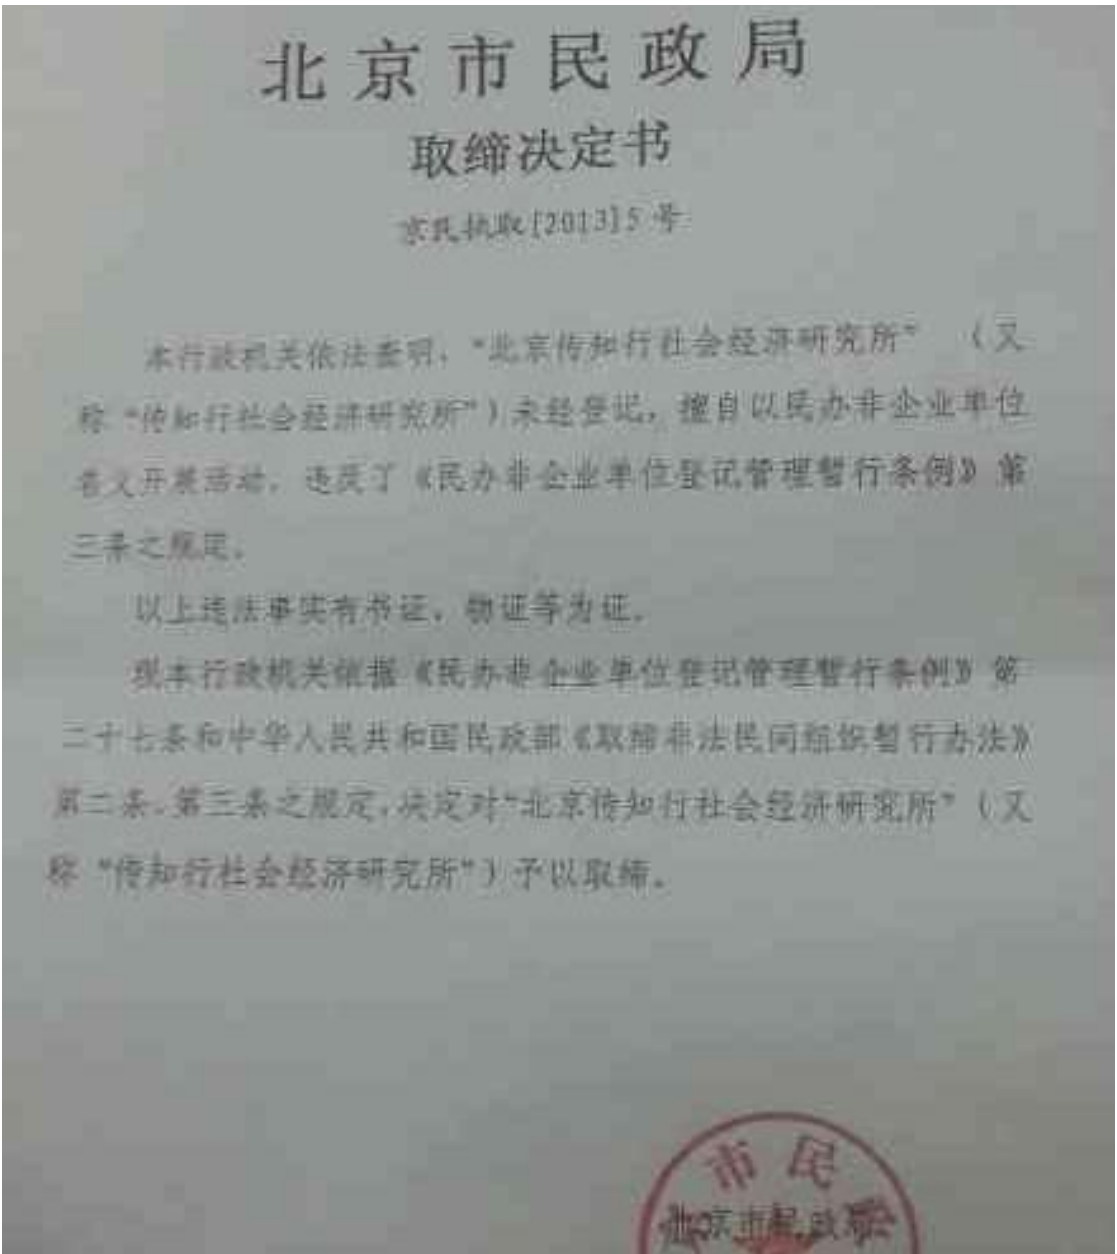 北京市民政局
取缔决定书
京民执取[2013]5 号
本行政机关依法查明,“北京传知行社会经济研究所” (又
称“传知行社会经济研究所”)未经登记,擅自以民办非企业单位
名义开展活动,违反了《民办非企业单位登记管理暂行条例》第
三条之规定。
以上违法事实有书证、物证等为证。
现本行政机关依据《民办非企业单位登记管理暂行条例》第
二十七条和中华人民共和国民政部《取缔非法民间组织暂行办法》
第二条、第三条之规定,决定对“北京传知行社会经济研究所”(又
称“传知行社会经济研究所”)予以取缔。
市民
京市民政